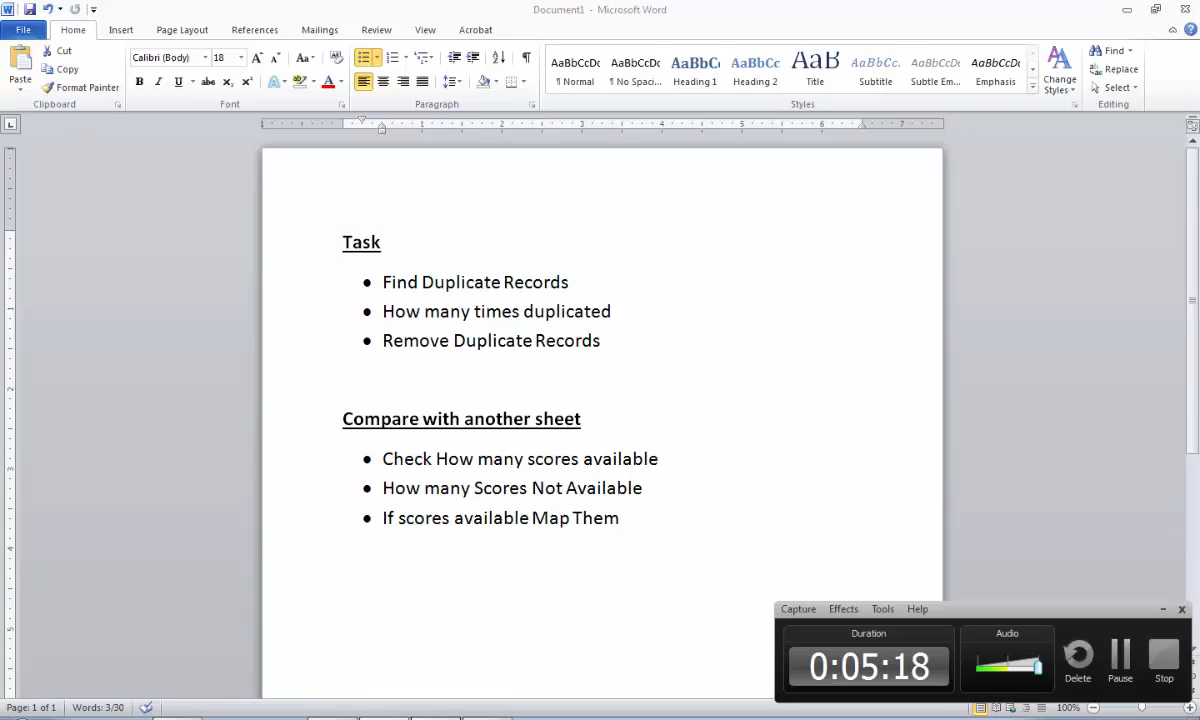 Document1 - Microsoft Word
File Home Insert Page Layout References Mailings Review View Acrobat
Paste
Cut
Copy
Format Painter
Clipboard
Calibri (Body) 18
Font
Paragraph
AaBbCcDc AaBbCcDc AaBbCc AaBbCc AaB AaBbCc. AaBbCcDc AaBbCcDc
¶ Normal ¶ No Spaci... Heading 1 Heading 2 Title Subtitle Subtle Em... Emphasis
Change Styles
Styles
Find
Replace
Select
Editing
Task
• Find Duplicate Records
• How many times duplicated
• Remove Duplicate Records
Compare with another sheet
• Check How many scores available
• How many Scores Not Available
• If scores available Map Them
Capture Effects Tools Help
Duration
0:05:18
Audio
Delete Pause Stop
Page: 1 of 1 Words: 3/30
100%